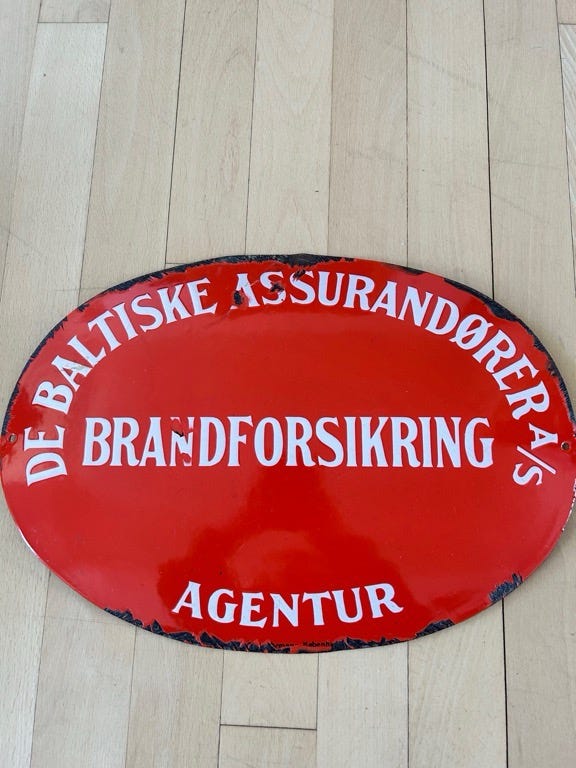 DE BALTISKE ASSURANDØRER A/S
BRANDFORSIKRING
AGENTUR